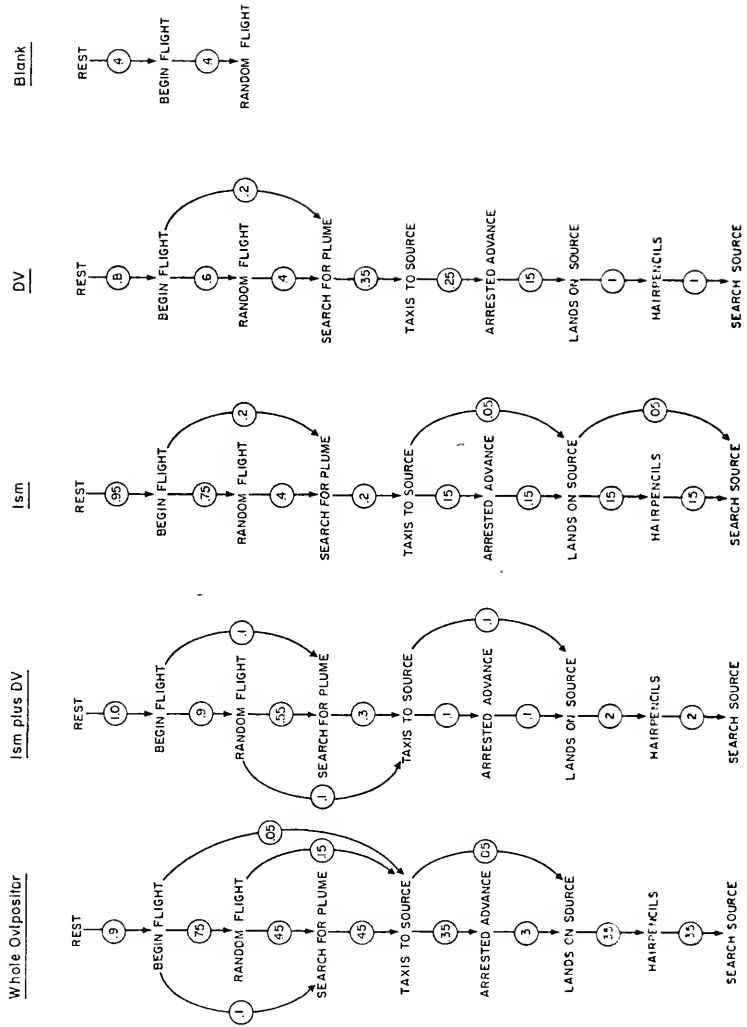 Whole Ovipositor
REST
.9
BEGIN FLIGHT
.1
.75
.05
RANDOM FLIGHT
.45
.15
SEARCH FOR PLUME
.45
TAXIS TO SOURCE
.35
.05
ARRESTED ADVANCE
.3
LANDS ON SOURCE
.35
HAIRPENCILS
.35
SEARCH SOURCE
Ism plus DV
REST
1.0
BEGIN FLIGHT
.9
.1
RANDOM FLIGHT
.1
.55
SEARCH FOR PLUME
.3
TAXIS TO SOURCE
.1
.1
ARRESTED ADVANCE
.1
LANDS ON SOURCE
.2
HAIRPENCILS
.2
SEARCH SOURCE
Ism
REST
.95
BEGIN FLIGHT
.75
.2
RANDOM FLIGHT
.4
SEARCH FOR PLUME
.2
TAXIS TO SOURCE
.15
.05
ARRESTED ADVANCE
.15
LANDS ON SOURCE
.15
.05
HAIRPENCILS
.15
SEARCH SOURCE
DV
REST
.8
BEGIN FLIGHT
.6
.2
RANDOM FLIGHT
.4
SEARCH FOR PLUME
.35
TAXIS TO SOURCE
.25
ARRESTED ADVANCE
.15
LANDS ON SOURCE
.1
HAIRPENCILS
.1
SEARCH SOURCE
Blank
REST
.4
BEGIN FLIGHT
.4
RANDOM FLIGHT